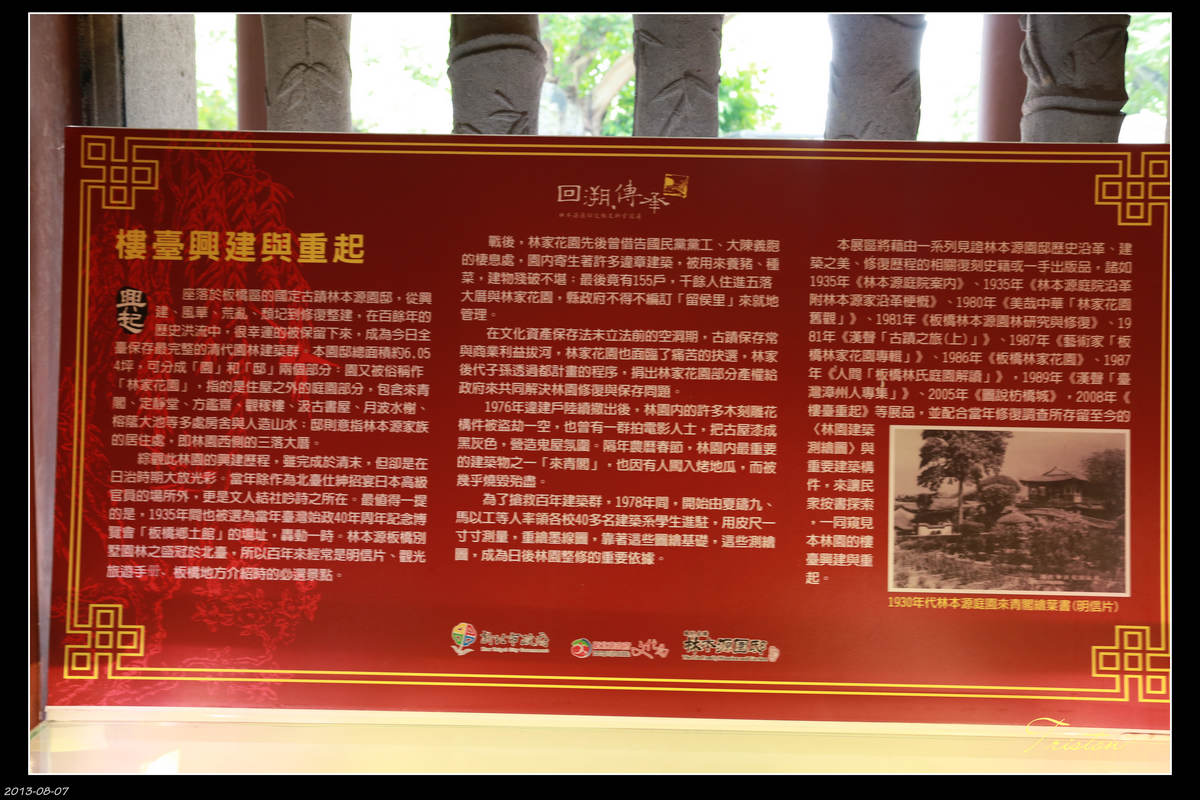 回溯傳承
樓臺興建與重起
興起
座落於板橋區的國定古蹟林本源園邸，從興
建、風華、荒亂、頹圮到修復整建，在百餘年的
歷史洪流中，很幸運的被保留下來，成為今日全
臺保存最完整的清代園林建築群。本園邸總面積約6.05
4坪，可分成「園」和「邸」兩個部分：園又被俗稱作
「林家花園」，指的是住屋之外的庭園部分，包含來青
閣、定靜堂、方鑑齋、觀稼樓、汲古書屋、月波水榭、
榕蔭大池等多處房舍與人造山水；邸則意指林本源家族
的居住處，即林園西側的三落大厝。
綜觀此林園的興建歷程，雖完成於清末，但卻是在
日治時期大放光彩。當年除作為北臺仕紳招宴日本高級
官員的場所外，更是文人結社吟詩之所在。最值得一提
的是，1935年間也被選為當年臺灣始政40年周年紀念博
覽會「板橋鄉土館」的場址，轟動一時。林本源板橋別
墅園林之盛冠於北臺，所以百年來經常是明信片、觀光
旅遊手冊、板橋地方介紹時的必選景點。
戰後，林家花園先後曾借告國民黨黨工、大陳義胞
的棲息處，園內寄生著許多違章建築，被用來養豬、種
菜，建物殘破不堪；最後竟有155戶，千餘人住進五落
大厝與林家花園，縣政府不得不編訂「留侯里」來就地
管理。
在文化資產保存法未立法前的空洞期，古蹟保存常
與商業利益拔河，林家花園也面臨了痛苦的抉選，林家
後代子孫透過都計畫的程序，捐出林家花園部分產權給
政府來共同解決林園修復與保存問題。
1976年違建戶陸續撤出後，林園內的許多木刻雕花
構件被盜劫一空，也曾有一群拍電影人士，把古屋漆成
黑灰色，營造鬼屋氛圍。隔年農曆春節，林園內最重要
的建築物之一「來青閣」，也因有人闖入烤地瓜，而被
幾乎燒毀殆盡。
為了搶救百年建築群，1978年間，開始由夏鑄九、
馬以工等人率領各校40多名建築系學生進駐，用皮尺一
寸寸測量，重繪墨線圖，靠著這些圖繪基礎，這些測繪
圖，成為日後林園整修的重要依據。
本展區將藉由一系列見證林本源園邸歷史沿革、建
築之美、修復歷程的相關復刻史籍或一手出版品，諸如
1935年《林本源庭院案內》、1935年《林本源庭院沿革
附林本源家沿革梗概》、1980年《美哉中華「林家花園
舊觀」》、1981年《板橋林本源園林研究與修復》、19
81年《漢聲「古蹟之旅(上)」》、1987年《藝術家「板
橋林家花園專輯」》、1986年《板橋林家花園》、1987
年《人間「板橋林氏庭園解讀」》，1989年《漢聲「臺
灣漳州人專集」》、2005年《圖說枋橋城》，2008年《
樓臺重起》等展品，並配合當年修復調查所存留至今的
〈林園建築
測繪圖〉與
重要建築構
件，來讓民
家按書探索
，一同窺見
本林園的樓
臺興建與重
起。
1930年代林本源庭園來青閣繪葉書(明信片)
新北市政府
New Taipei City Government
文化局
林本源園邸
Tristan
2013-08-07